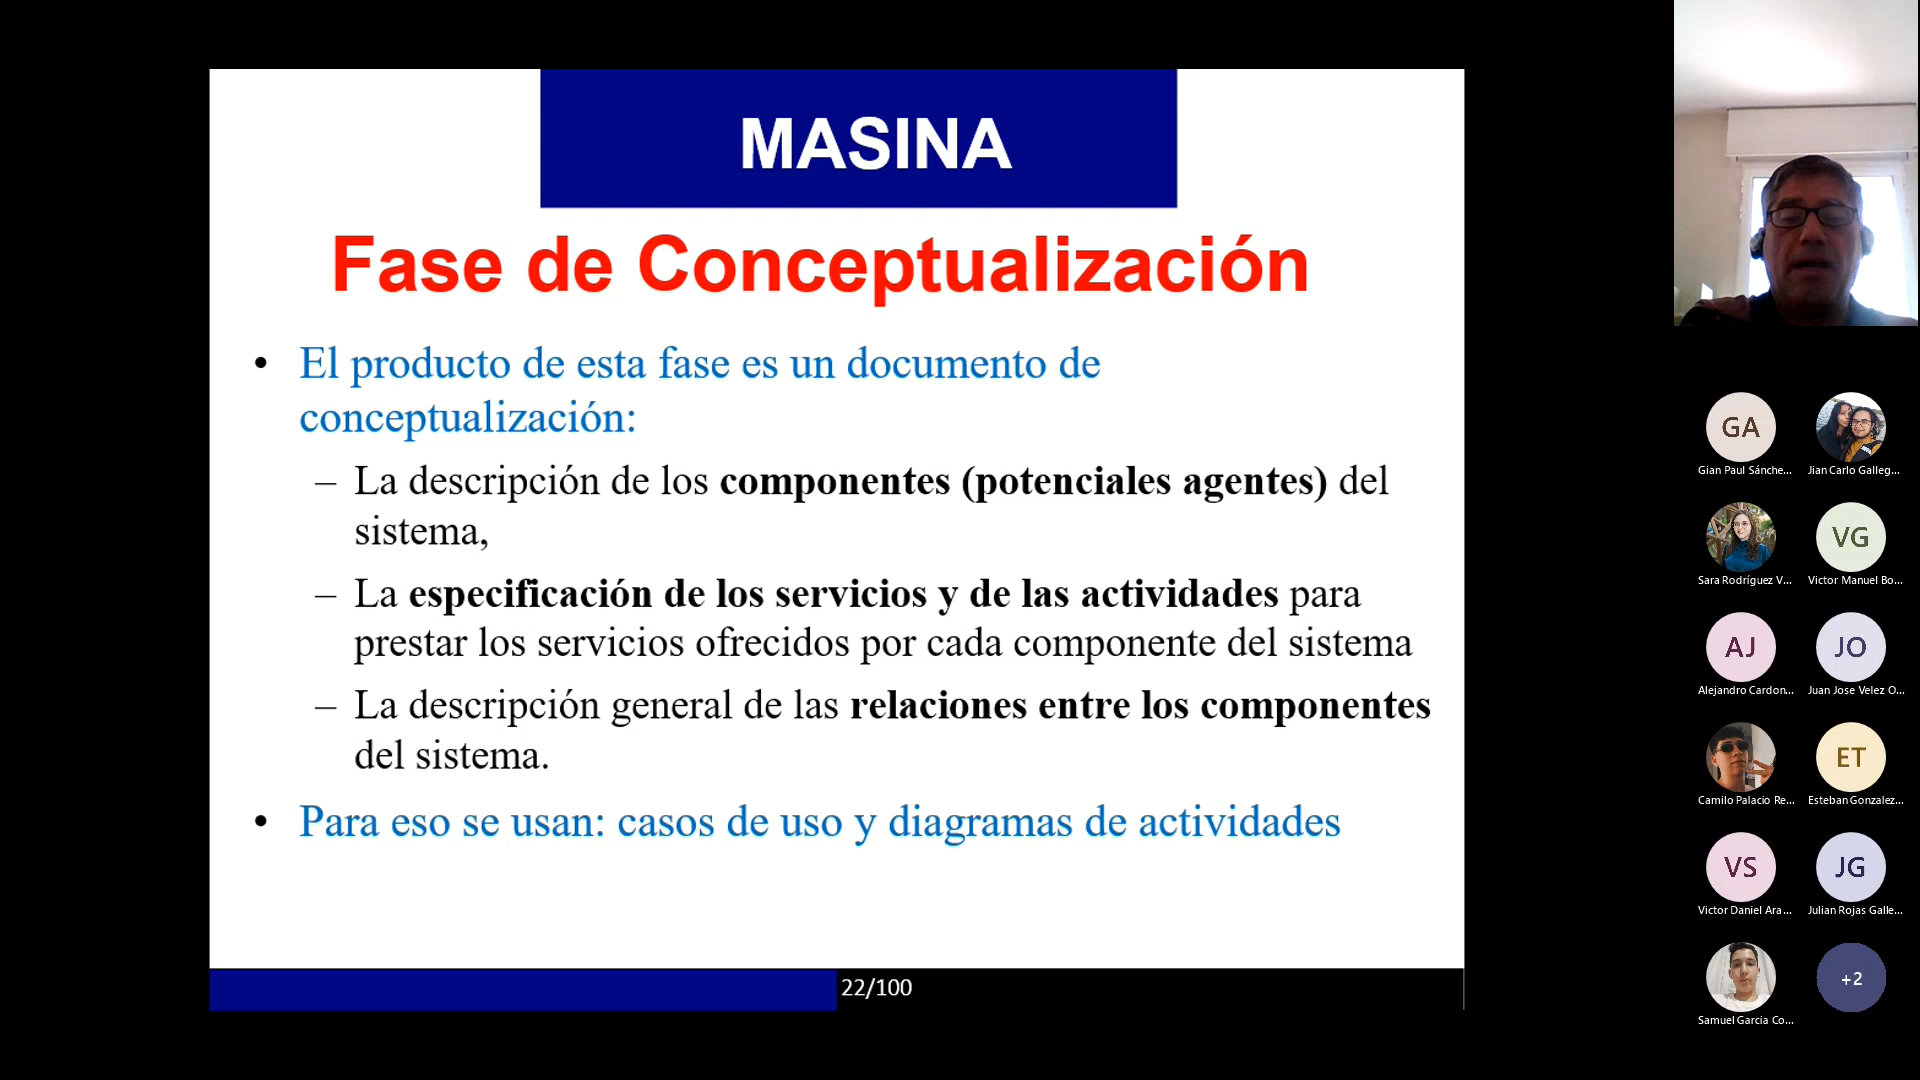 MASINA
Fase de Conceptualización
• El producto de esta fase es un documento de
conceptualización:
– La descripción de los componentes (potenciales agentes) del
sistema,
– La especificación de los servicios y de las actividades para
prestar los servicios ofrecidos por cada componente del sistema
– La descripción general de las relaciones entre los componentes
del sistema.
• Para eso se usan: casos de uso y diagramas de actividades
22/100
GA
Gian Paul Sánche...
Jian Carlo Galleg...
Sara Rodríguez V...
VG
Victor Manuel Bo...
AJ
Alejandro Cardon...
JO
Juan Jose Velez O...
Camilo Palacio Re...
ET
Esteban Gonzalez...
VS
Victor Daniel Ara...
JG
Julian Rojas Galle...
Samuel Garcia Co...
+2